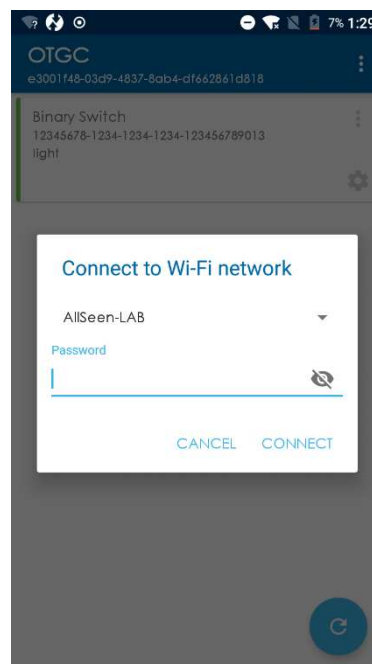 7% 1:29
OTGC
e3001f48-03d9-4837-8ab4-df662861d818
Binary Switch
12345678-1234-1234-1234-123456789013
light
Connect to Wi-Fi network
AllSeen-LAB
Password
CANCEL CONNECT